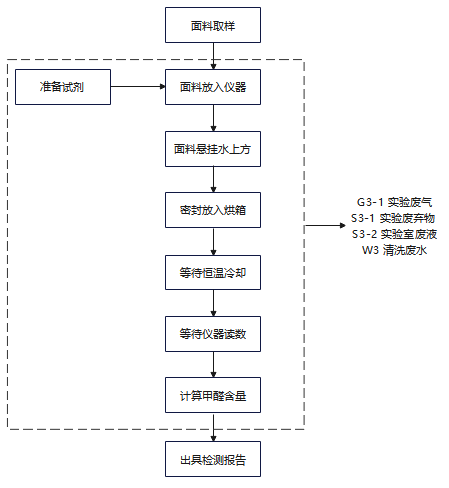 面料取样
准备试剂
面料放入仪器
面料悬挂水上方
密封放入烘箱
G3-1 实验废气
S3-1 实验废弃物
S3-2 实验室废液
W3 清洗废水
等待恒温冷却
等待仪器读数
计算甲醛含量
出具检测报告